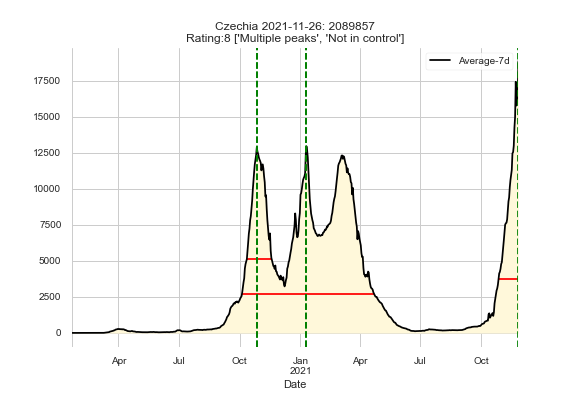 Czechia 2021-11-26: 2089857
Rating:8 ['Multiple peaks', 'Not in control']
Average-7d
17500
15000
12500
10000
7500
5000
2500
0
Apr Jul Oct Jan Apr Jul Oct
2021
Date